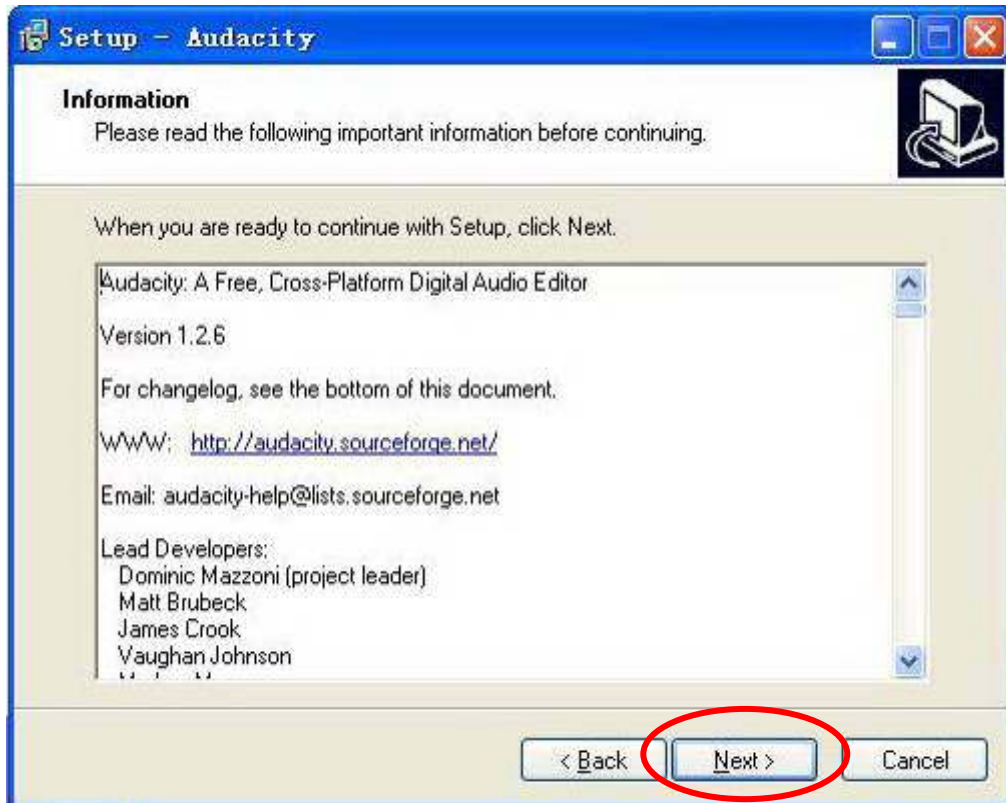 Setup - Audacity
Information
Please read the following important information before continuing.
When you are ready to continue with Setup, click Next.
Audacity: A Free, Cross-Platform Digital Audio Editor
Version 1.2.6
For changelog, see the bottom of this document.
WWW: http://audacity.sourceforge.net/
Email: audacity-help@lists.sourceforge.net
Lead Developers:
Dominic Mazzoni (project leader)
Matt Brubeck
James Crook
Vaughan Johnson
< Back Next > Cancel